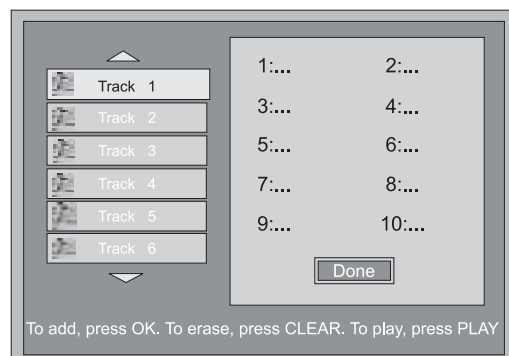 Track 1
Track 2
Track 3
Track 4
Track 5
Track 6
1:... 2:...
3:... 4:...
5:... 6:...
7:... 8:...
9:... 10:...
Done
To add, press OK. To erase, press CLEAR. To play, press PLAY